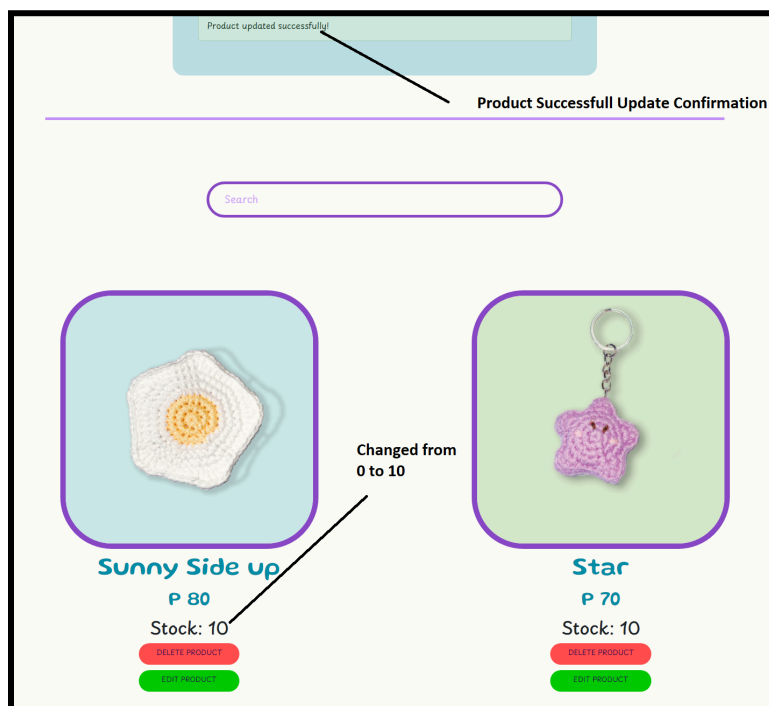 Product updated successfully!
Product Successfull Update Confirmation
Search
Changed from
0 to 10
Sunny Side up
P 80
Stock: 10
DELETE PRODUCT
EDIT PRODUCT
Star
P 70
Stock: 10
DELETE PRODUCT
EDIT PRODUCT